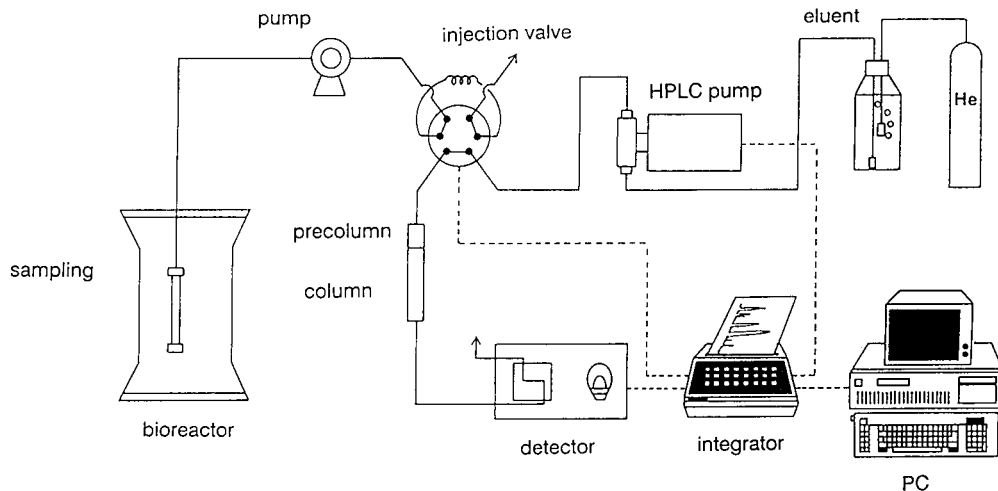 pump
injection valve
eluent
HPLC pump
He
precolumn
sampling
column
bioreactor
detector
integrator
PC